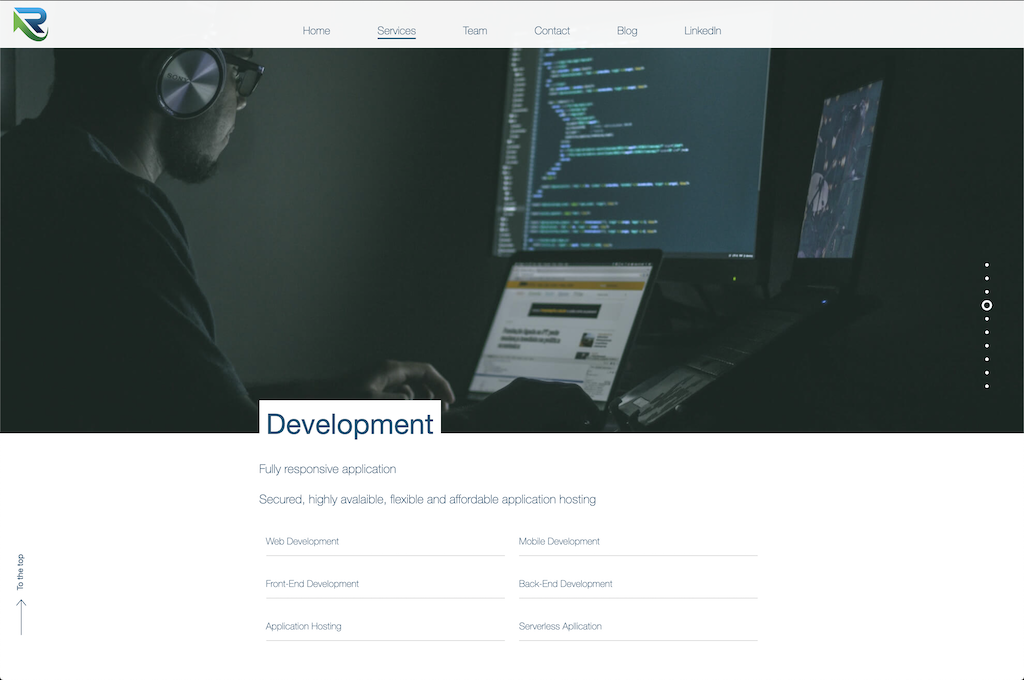 Home
Services
Team
Contact
Blog
LinkedIn
Development
Fully responsive application
Secured, highly avalaible, flexible and affordable application hosting
Web Development
Mobile Development
Front-End Development
Back-End Development
Application Hosting
Serverless Apllication
To the top